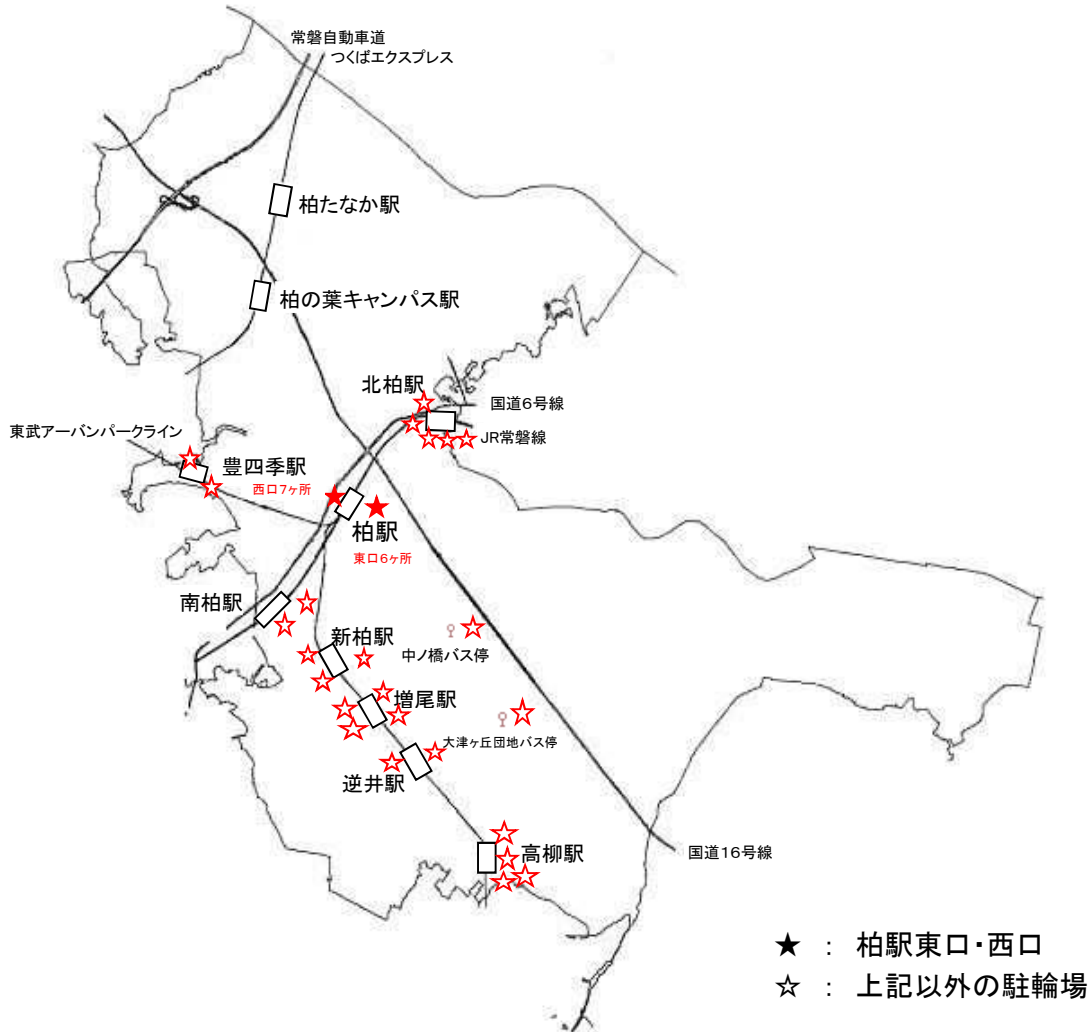 常磐自動車道
つくばエクスプレス
柏たなか駅
柏の葉キャンパス駅
北柏駅
国道6号線
東武アーバンパークライン
JR常磐線
豊四季駅
西口7ヶ所
柏駅
東口6ヶ所
南柏駅
新柏駅
中ノ橋バス停
増尾駅
大津ヶ丘団地バス停
逆井駅
高柳駅
国道16号線
★ : 柏駅東口・西口
☆ : 上記以外の駐輪場